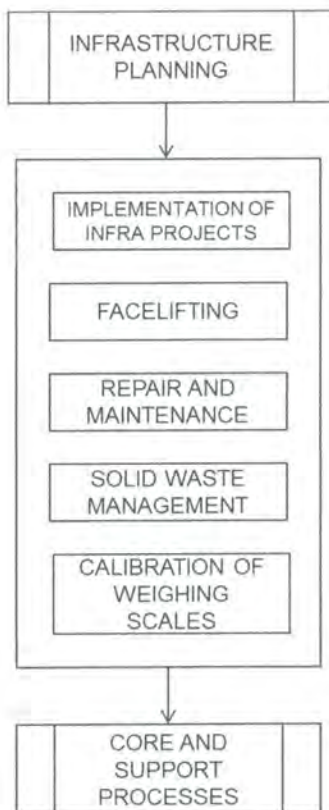 INFRASTRUCTURE
PLANNING
IMPLEMENTATION OF
INFRA PROJECTS
FACELIFTING
REPAIR AND
MAINTENANCE
SOLID WASTE
MANAGEMENT
CALIBRATION OF
WEIGHING
SCALES
CORE AND
SUPPORT
PROCESSES